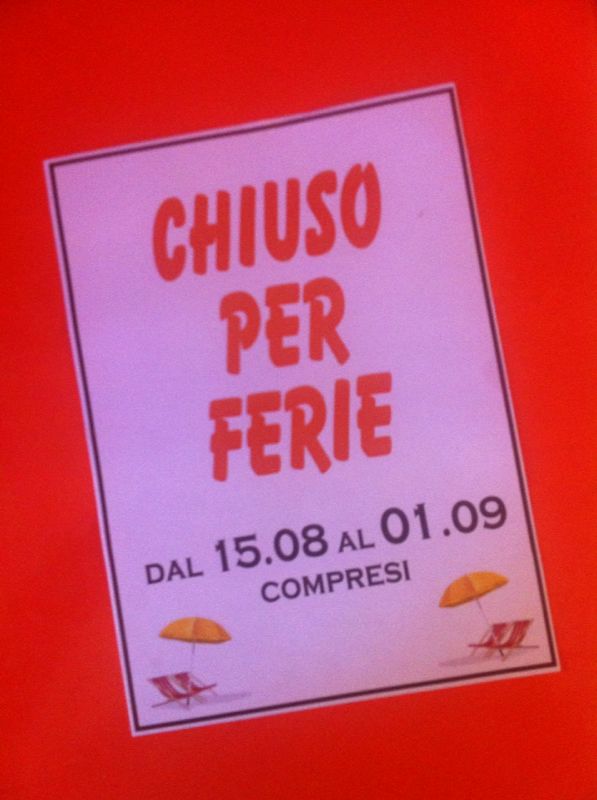 CHIUSO
PER
FERIE
DAL 15.08 AL 01.09
COMPRESI